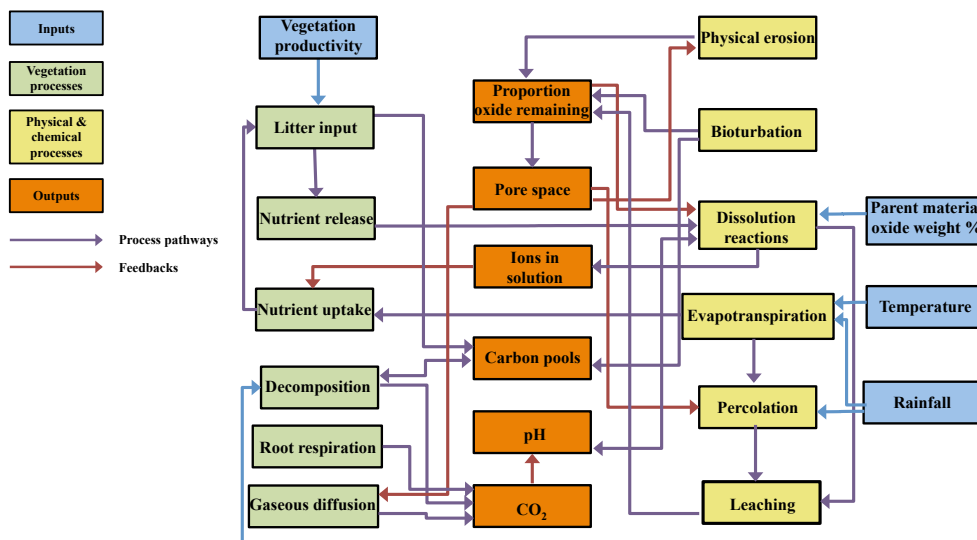 Inputs
Vegetation
processes
Physical &
chemical
processes
Outputs
Process pathways
Feedbacks
Vegetation
productivity
Litter input
Nutrient release
Nutrient uptake
Decomposition
Root respiration
Gaseous diffusion
Proportion
oxide remaining
Pore space
Ions in
solution
Carbon pools
pH
CO₂
Physical erosion
Bioturbation
Dissolution
reactions
Evapotranspiration
Percolation
Leaching
Parent material
oxide weight %
Temperature
Rainfall